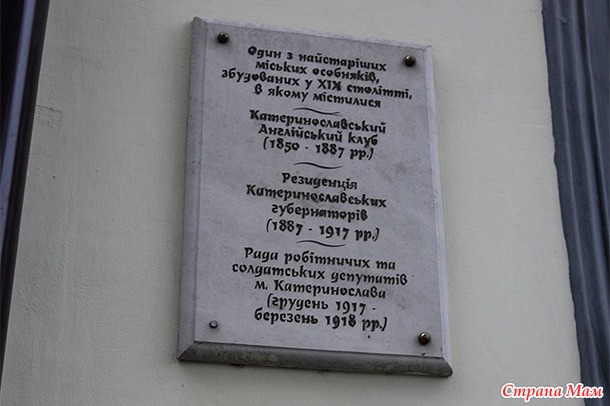 Один з найстаріших
міських особняків,
збудованих у XIX столітті,
в якому містилися
Катеринославський
Англійський клуб
(1850 - 1887 рр.)
Резиденція
Катеринославських
губернаторів
(1887 - 1917 рр.)
Рада робітничих та
солдатських депутатів
м. Катеринослава
(грудень 1917 -
березень 1918 рр.)
Страна Мам